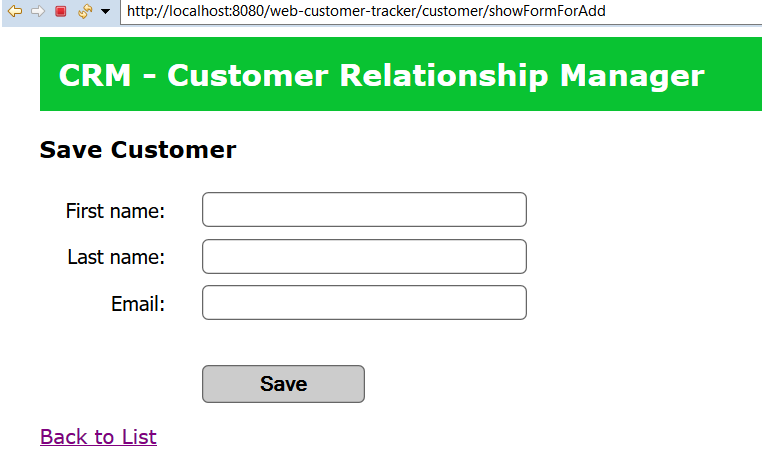 http://localhost:8080/web-customer-tracker/customer/showFormForAdd
CRM - Customer Relationship Manager
Save Customer
First name:
Last name:
Email:
Save
Back to List